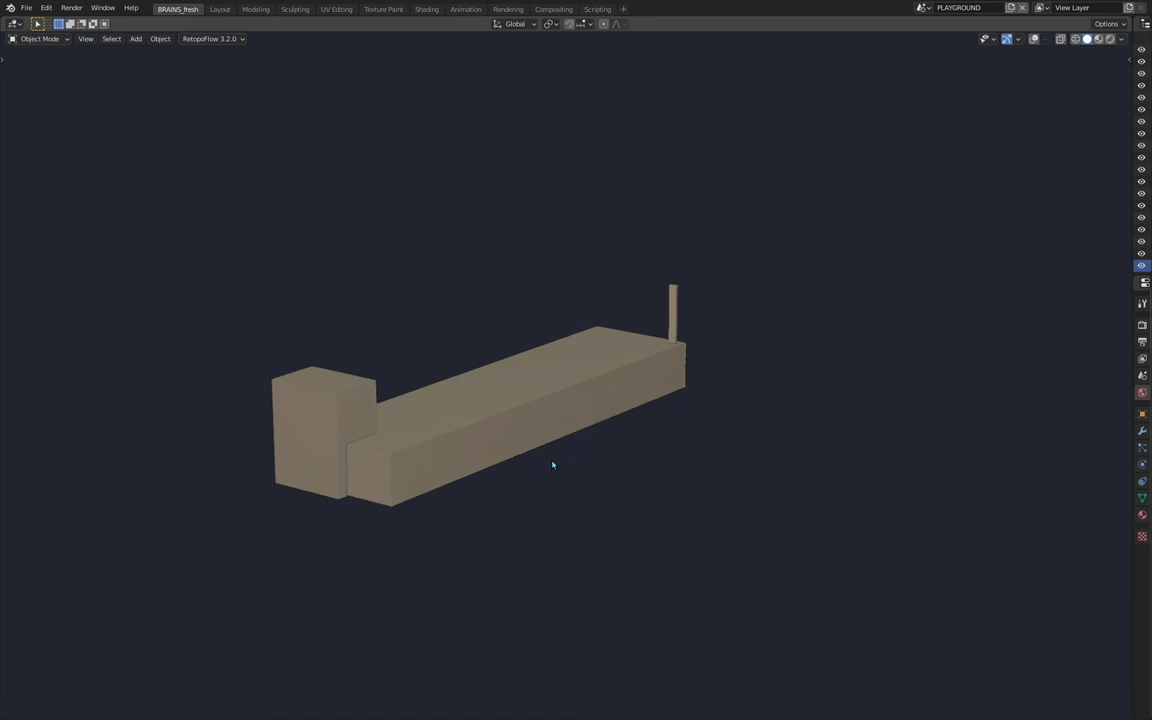 File Edit Render Window Help BRAINS_fresh Layout Modeling Sculpting UV Editing Texture Paint Shading Animation Rendering Compositing Scripting + PLAYGROUND View Layer
Global Options
Object Mode View Select Add Object RetopoFlow 3.2.0